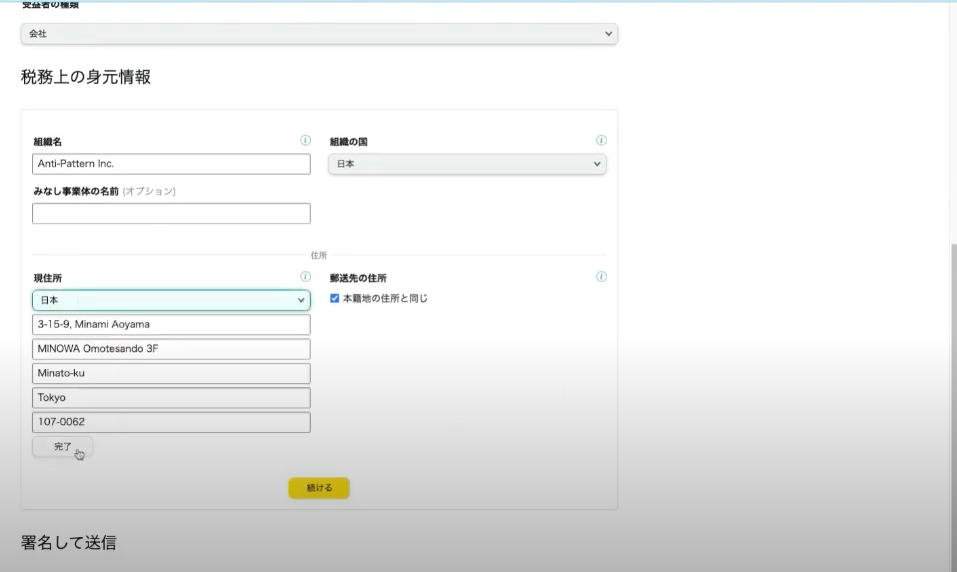 受益者の種類
会社
税務上の身元情報
組織名
組織の国
Anti-Pattern Inc.
日本
みなし事業体の名前 (オプション)
住所
現住所
郵送先の住所
日本
本籍地の住所と同じ
3-15-9, Minami Aoyama
MINOWA Omotesando 3F
Minato-ku
Tokyo
107-0062
完了
続ける
署名して送信